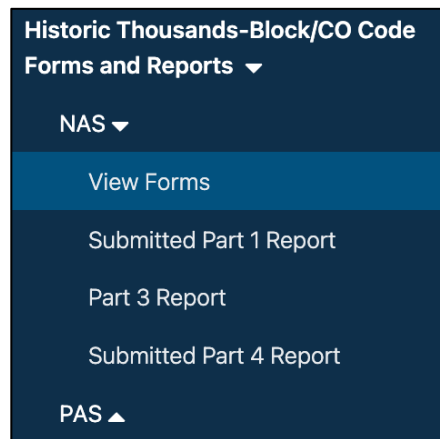 Historic Thousands-Block/CO Code
Forms and Reports
NAS
View Forms
Submitted Part 1 Report
Part 3 Report
Submitted Part 4 Report
PAS